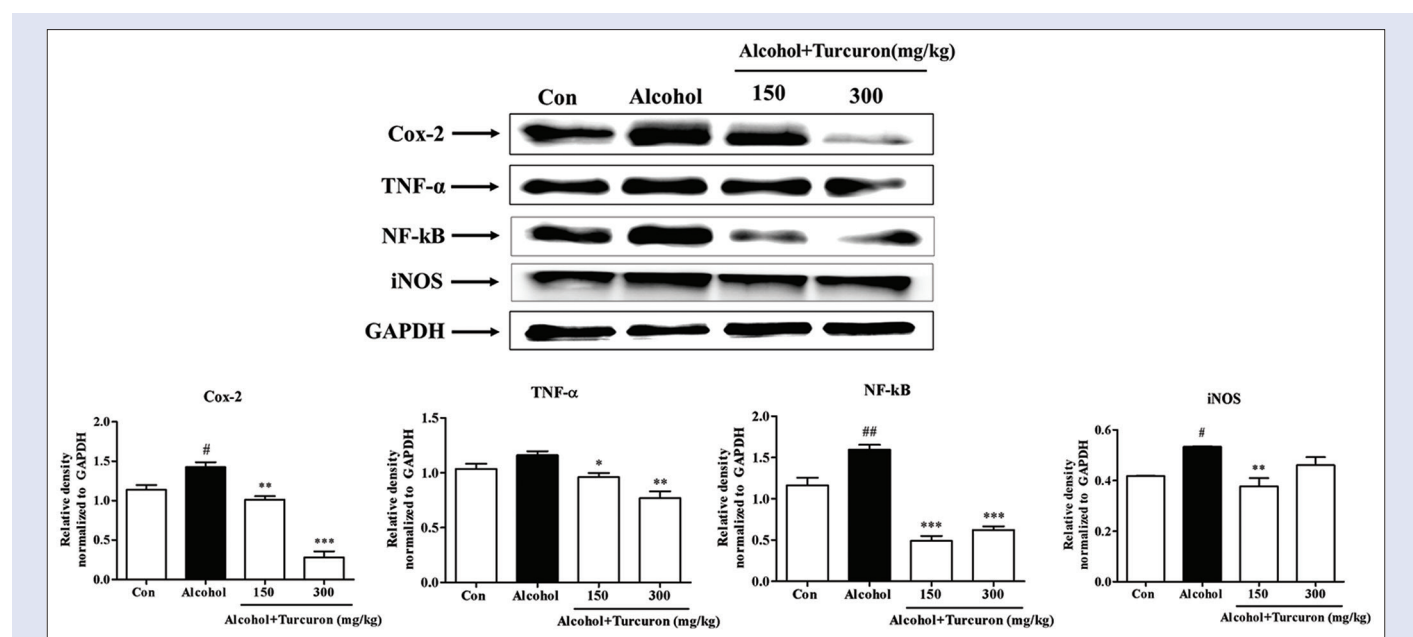 Alcohol+Turcuron(mg/kg)
Con Alcohol 150 300
Cox-2
TNF-α
NF-kB
iNOS
GAPDH
Cox-2
Relative density
normalized to GAPDH
2.0
1.5
1.0
0.5
0.0
#
**
***
Con Alcohol 150 300
Alcohol+Turcuron (mg/kg)
TNF-α
Relative density
normalized to GAPDH
1.5
1.0
0.5
0.0
*
**
Con Alcohol 150 300
Alcohol+Turcuron (mg/kg)
NF-kB
Relative density
normalized to GAPDH
2.0
1.5
1.0
0.5
0.0
##
***
***
Con Alcohol 150 300
Alcohol+Turcuron (mg/kg)
iNOS
Relative density
normalized to GAPDH
0.6
0.4
0.2
0.0
#
**
Con Alcohol 150 300
Alcohol+Turcuron (mg/kg)